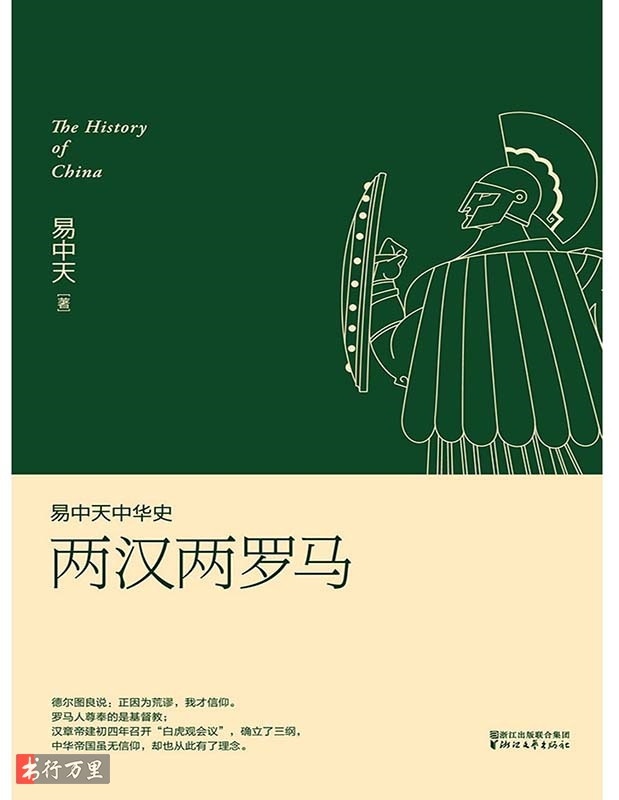 The History
of
China
易中天
[著]
易中天中华史
两汉两罗马
德尔图良说：正因为荒谬，我才信仰。
罗马人尊奉的是基督教；
汉章帝建初四年召开“白虎观会议”，确立了三纲，
中华帝国虽无信仰，却也从此有了理念。
浙江出版联合集团
浙江文艺出版社
书行万里